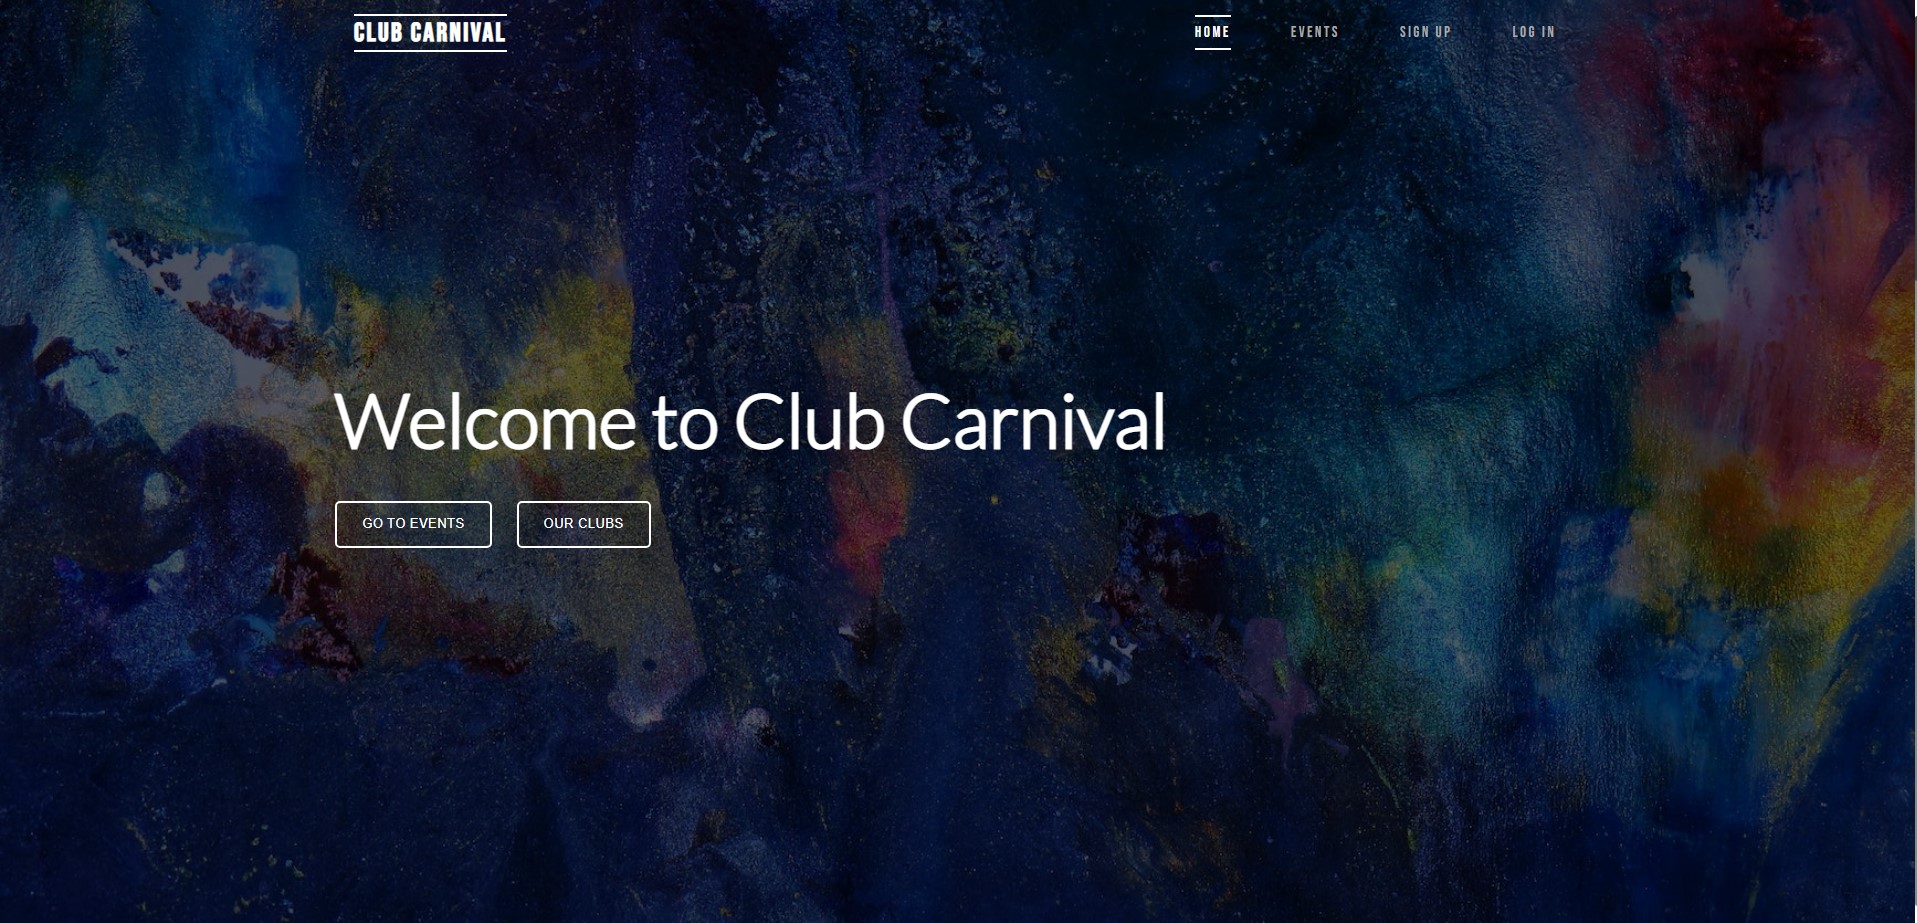 CLUB CARNIVAL
HOME EVENTS SIGN UP LOG IN
Welcome to Club Carnival
GO TO EVENTS OUR CLUBS